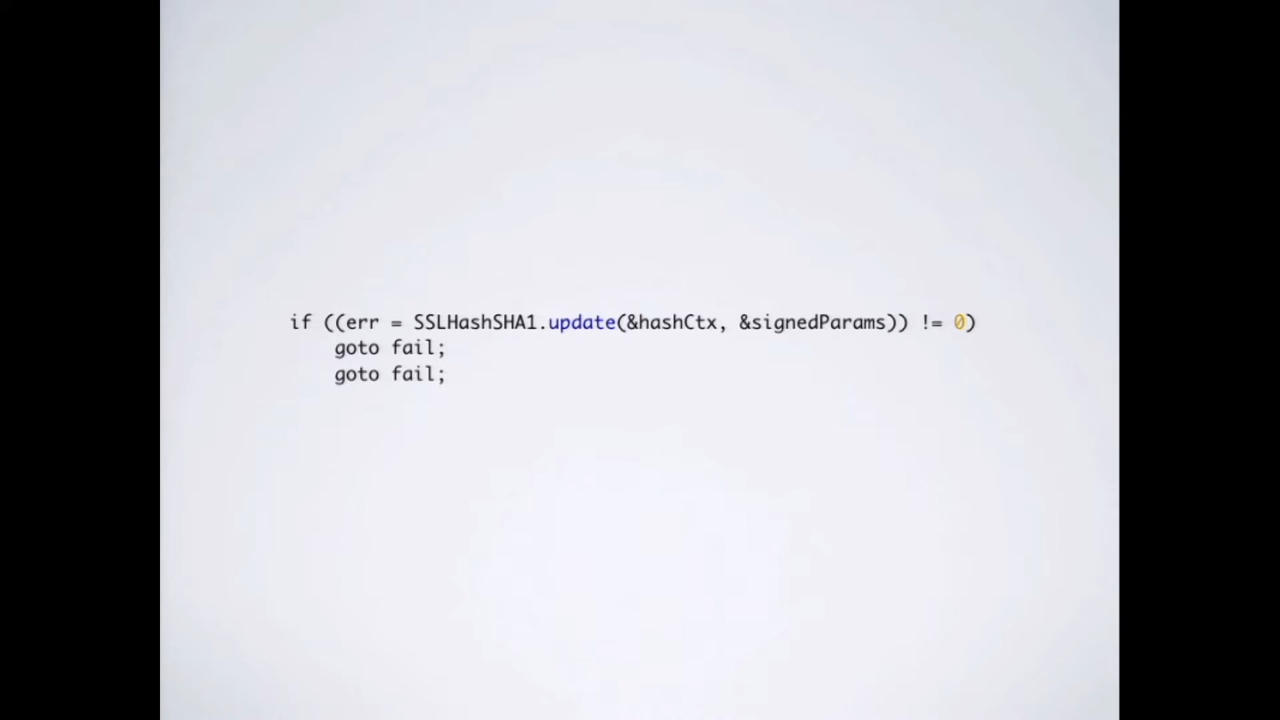 if ((err = SSLHashSHA1.update(&hashCtx, &signedParams)) != 0)
    goto fail;
    goto fail;